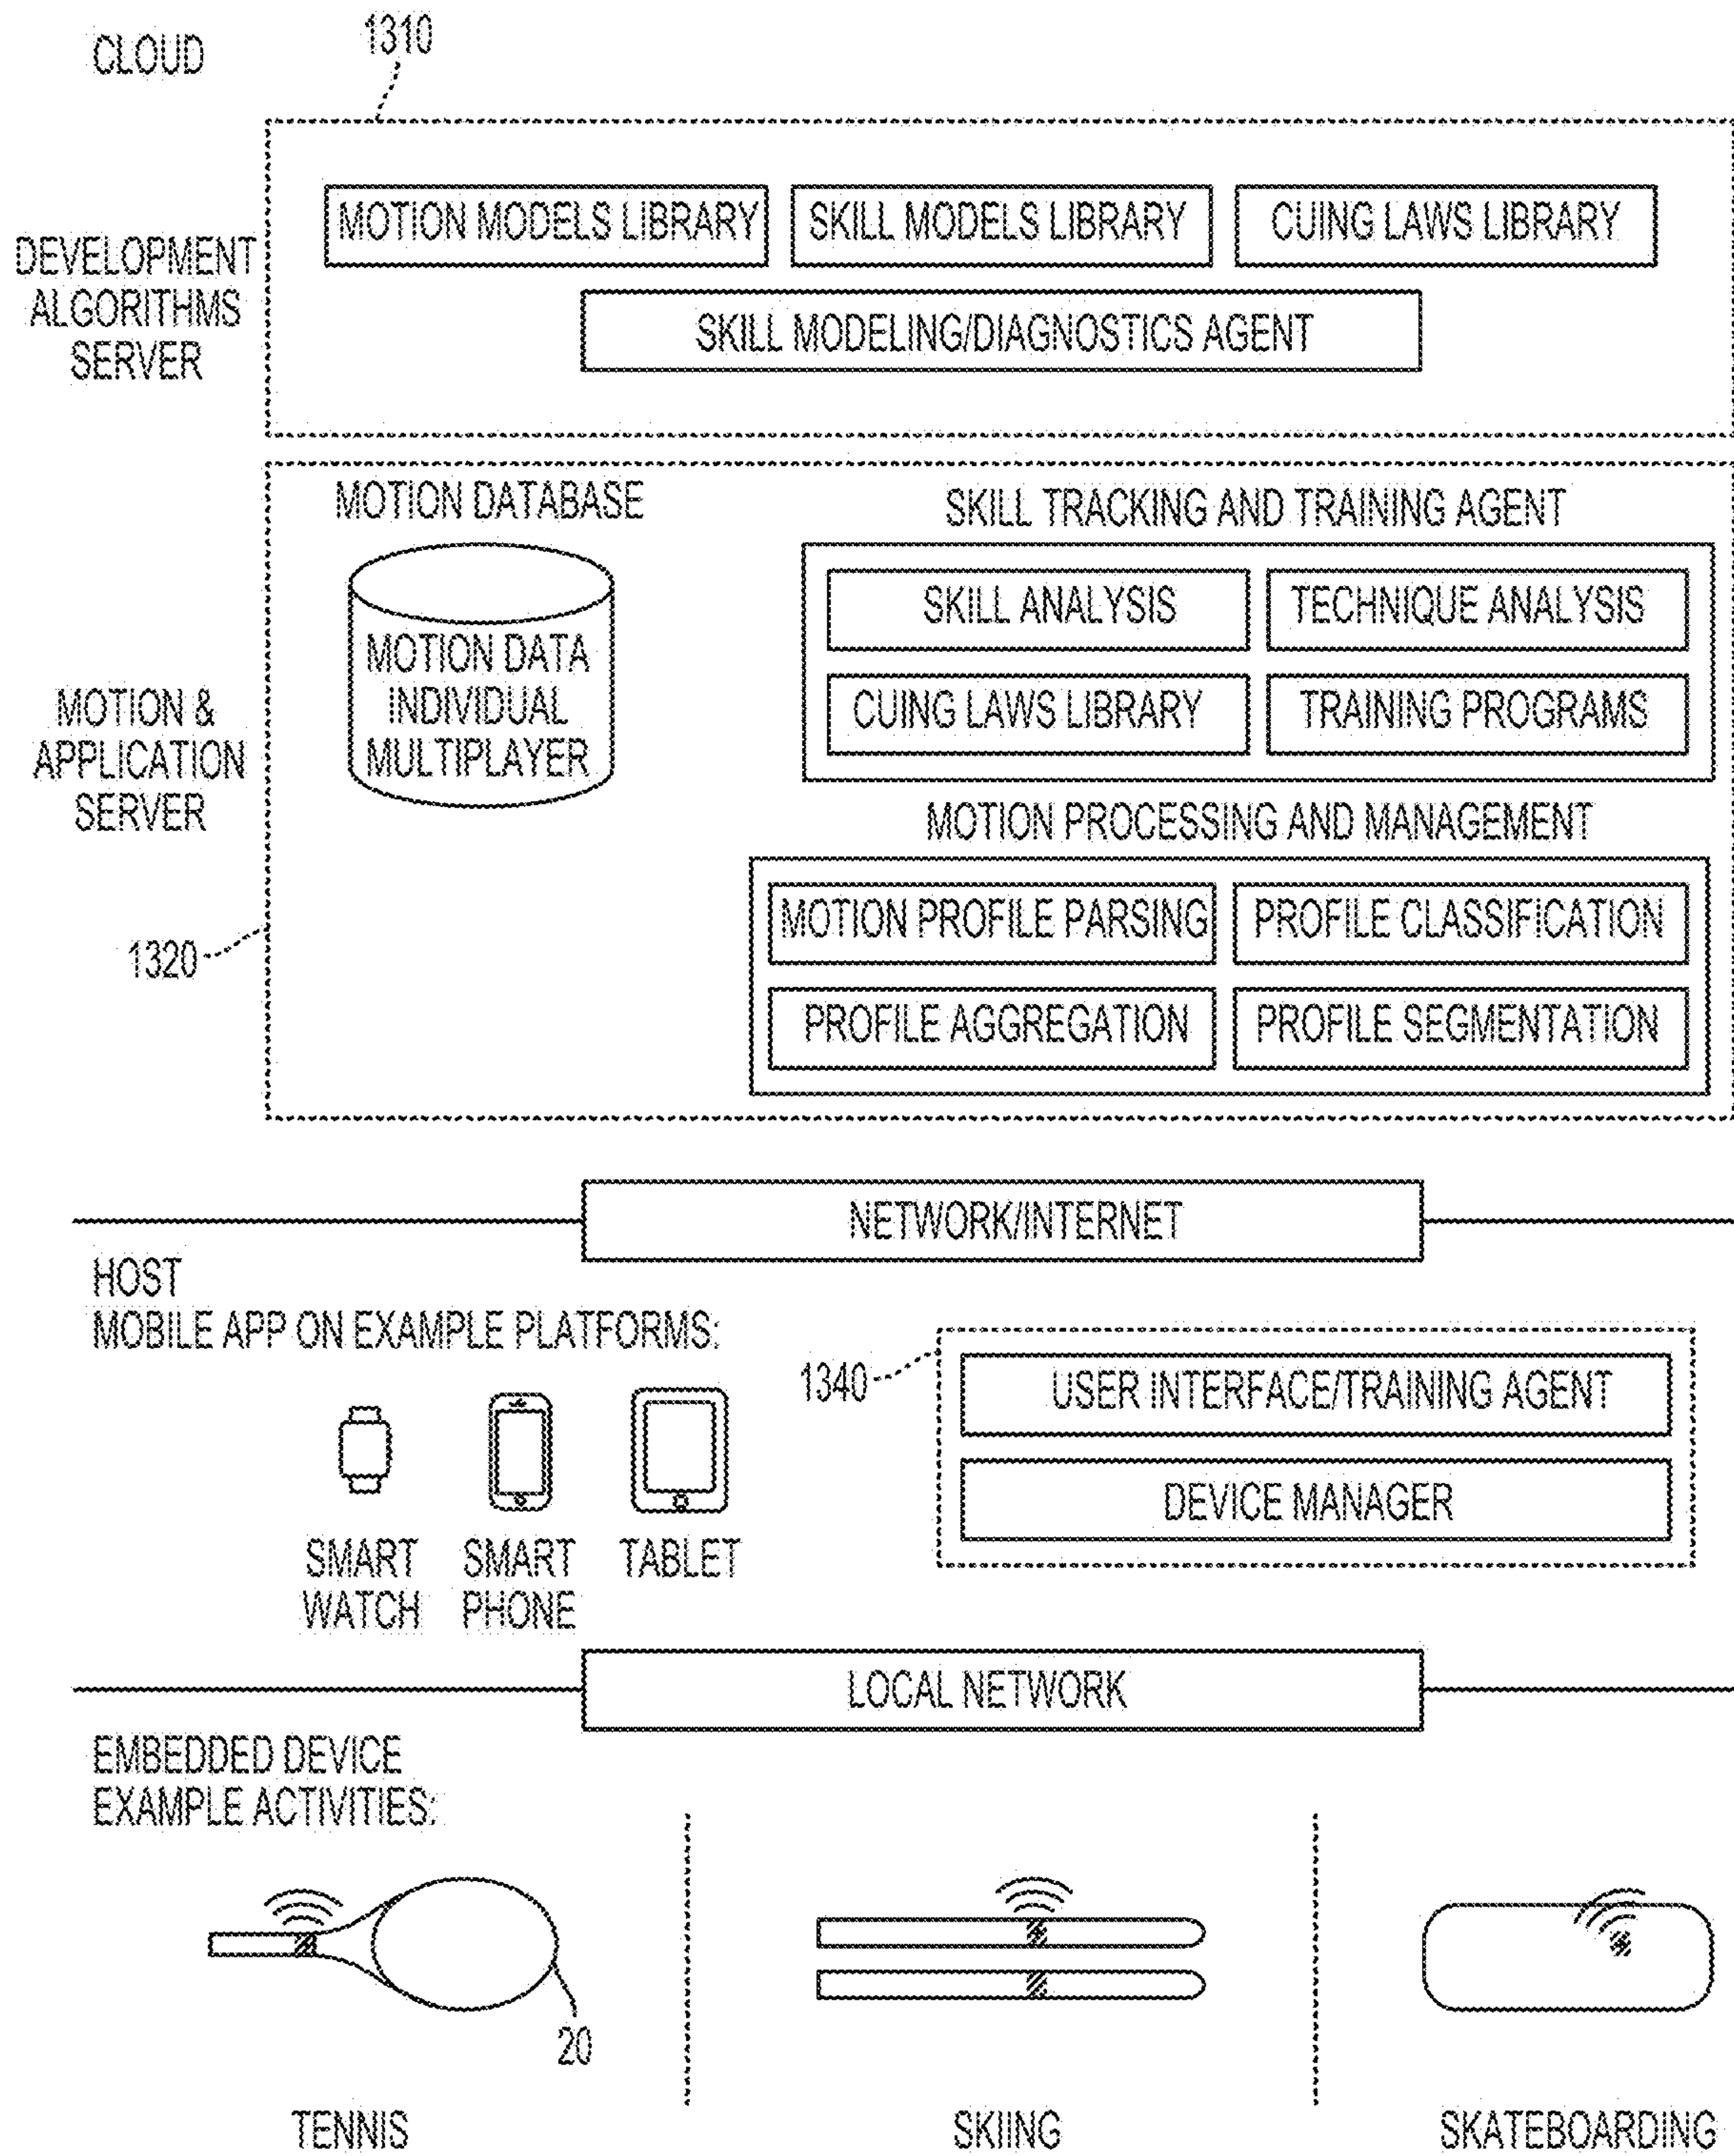 CLOUD
1310
DEVELOPMENT
ALGORITHMS
SERVER
MOTION MODELS LIBRARY
SKILL MODELS LIBRARY
CUING LAWS LIBRARY
SKILL MODELING/DIAGNOSTICS AGENT
MOTION &
APPLICATION
SERVER
1320
MOTION DATABASE
MOTION DATA
INDIVIDUAL
MULTIPLAYER
SKILL TRACKING AND TRAINING AGENT
SKILL ANALYSIS
TECHNIQUE ANALYSIS
CUING LAWS LIBRARY
TRAINING PROGRAMS
MOTION PROCESSING AND MANAGEMENT
MOTION PROFILE PARSING
PROFILE CLASSIFICATION
PROFILE AGGREGATION
PROFILE SEGMENTATION
NETWORK/INTERNET
HOST
MOBILE APP ON EXAMPLE PLATFORMS:
SMART
WATCH
SMART
PHONE
TABLET
1340
USER INTERFACE/TRAINING AGENT
DEVICE MANAGER
LOCAL NETWORK
EMBEDDED DEVICE
EXAMPLE ACTIVITIES:
20
TENNIS
SKIING
SKATEBOARDING